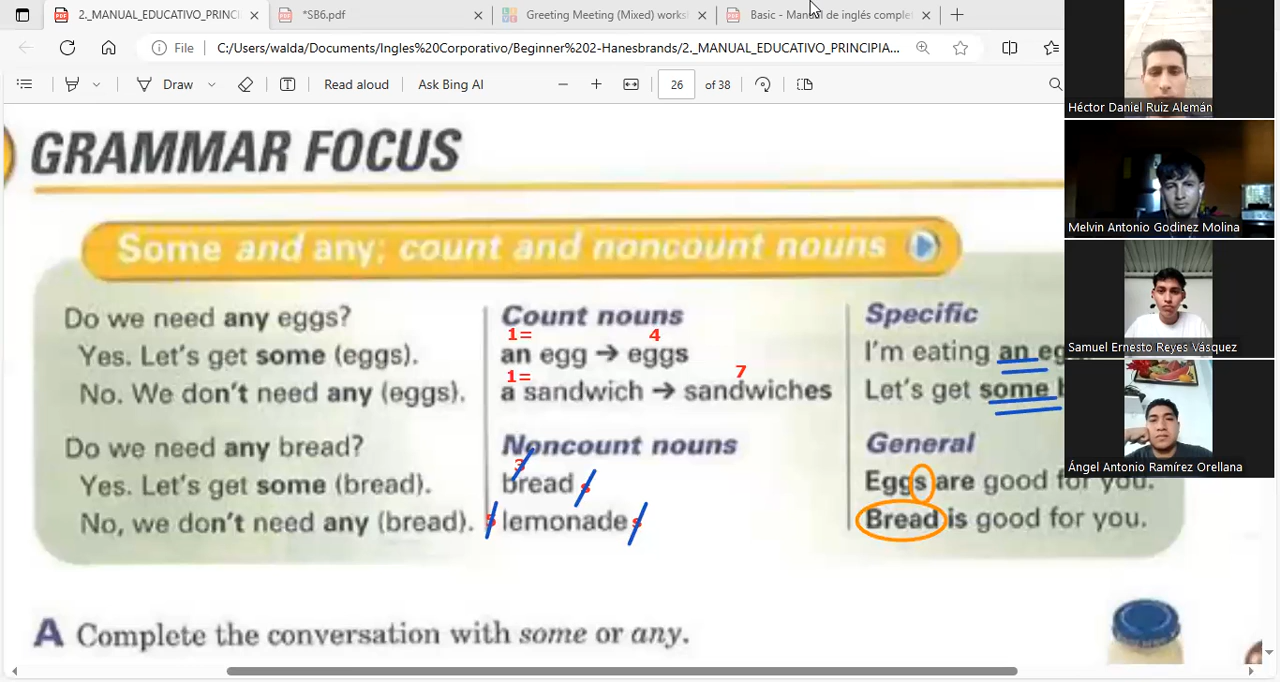 2._MANUAL_EDUCATIVO_PRINCI
*SB6.pdf
Greeting Meeting (Mixed) works
Basic - Manual de inglés complet
File
C:/Users/walda/Documents/Ingles%20Corporativo/Beginner%202-Hanesbrands/2._MANUAL_EDUCATIVO_PRINCIPIA...
Draw
Read aloud
Ask Bing AI
26
of 38
GRAMMAR FOCUS
Some and any; count and noncount nouns
Do we need any eggs?
Yes. Let's get some (eggs).
No. We don't need any (eggs).
Do we need any bread?
Yes. Let's get some (bread).
No, we don't need any (bread).
Count nouns
1= 4
an egg → eggs
1= 7
a sandwich → sandwiches
Noncount nouns
3
bread s
5 lemonade s
Specific
I'm eating an eg
Let's get some
General
Eggs are good for you.
Bread is good for you.
A Complete the conversation with some or any.
Héctor Daniel Ruiz Alemán
Melvin Antonio Godinez Molina
Samuel Ernesto Reyes Vásquez
Ángel Antonio Ramírez Orellana